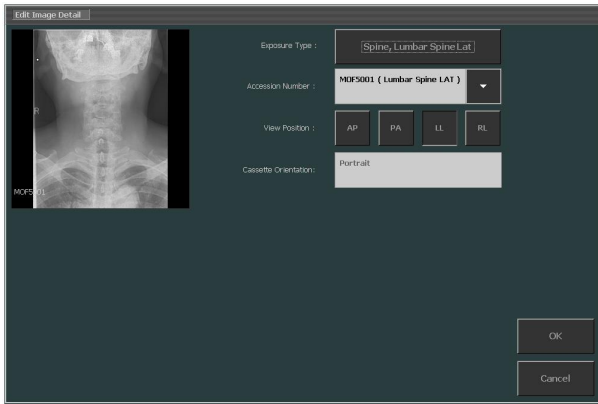 Edit Image Detail
Exposure Type :
Spine, Lumbar Spine Lat
Accession Number :
MOF5001 ( Lumbar Spine LAT )
R
View Position :
AP
PA
LL
RL
Cassette Orientation:
Portrait
MOF5001
OK
Cancel